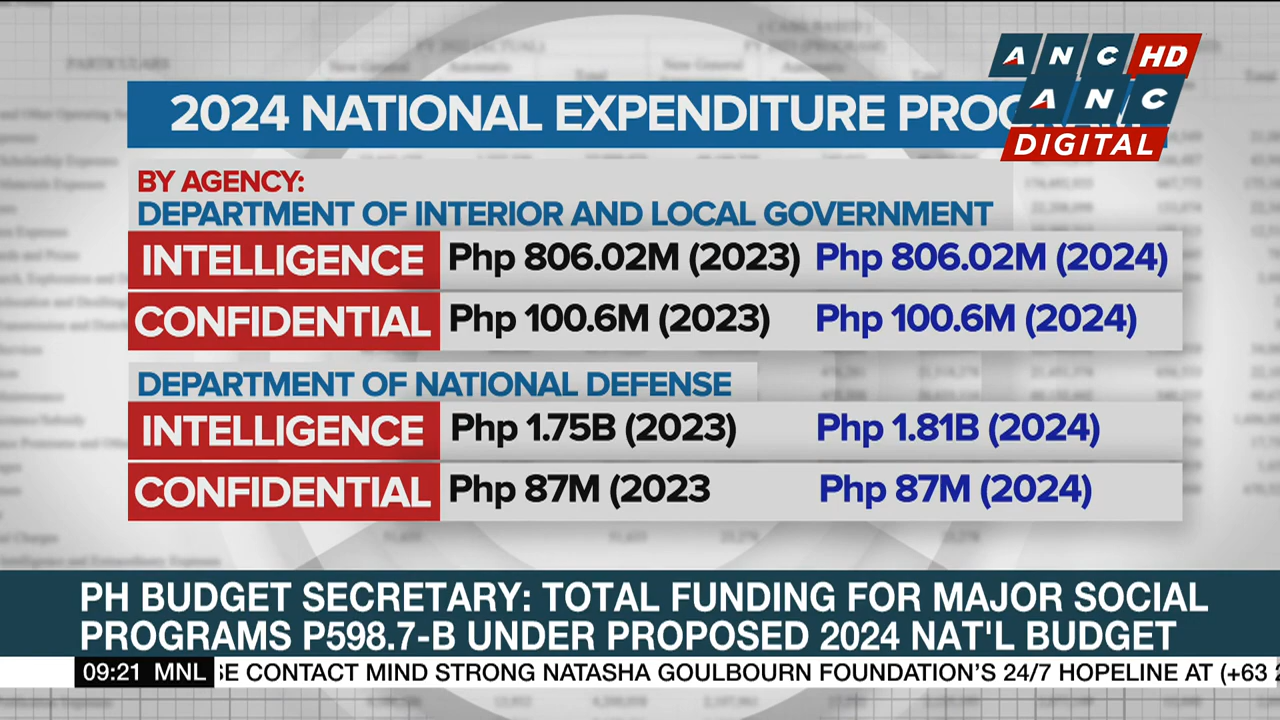 ANC HD
ANC
DIGITAL
2024 NATIONAL EXPENDITURE
BY AGENCY:
DEPARTMENT OF INTERIOR AND LOCAL GOVERNMENT
INTELLIGENCE Php 806.02M (2023) Php 806.02M (2024)
CONFIDENTIAL Php 100.6M (2023) Php 100.6M (2024)
DEPARTMENT OF NATIONAL DEFENSE
INTELLIGENCE Php 1.75B (2023) Php 1.81B (2024)
CONFIDENTIAL Php 87M (2023 Php 87M (2024)
PH BUDGET SECRETARY: TOTAL FUNDING FOR MAJOR SOCIAL
PROGRAMS P598.7-B UNDER PROPOSED 2024 NAT'L BUDGET
09:21 MNL CONTACT MIND STRONG NATASHA GOULBOURN FOUNDATION'S 24/7 HOPELINE AT (+63